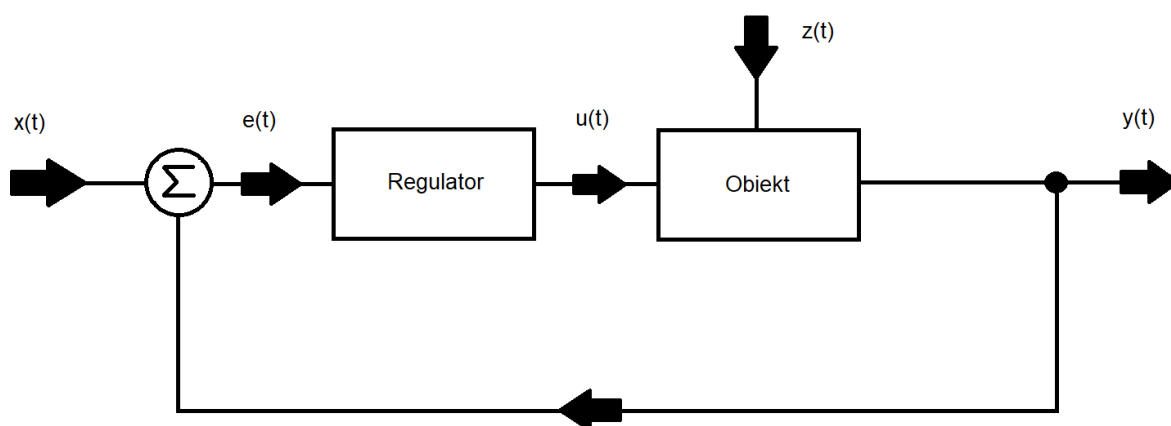 z(t)
x(t)
e(t)
u(t)
y(t)
Σ
Regulator
Obiekt